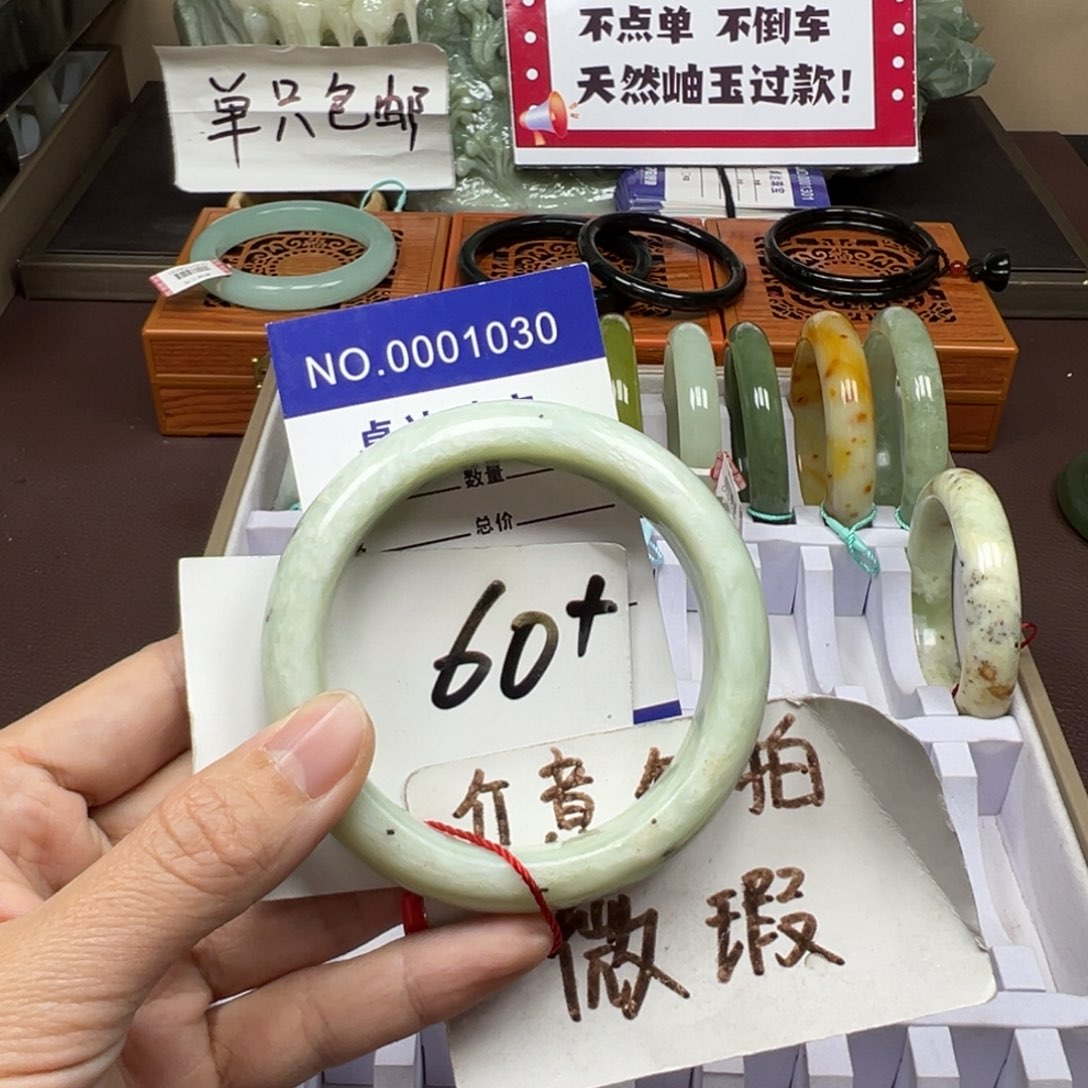 不点单 不倒车
天然岫玉过款!
单只包邮
NO.0001030
数量
总价
60+
介意
拍
微瑕